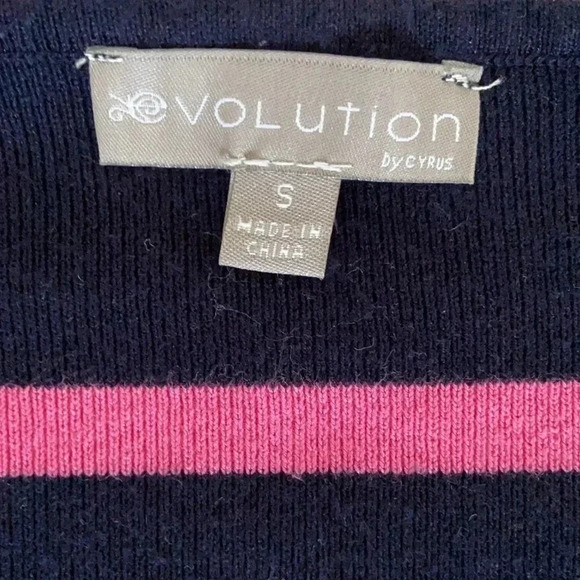 eVOLution
by CYRUS
S
MADE IN
CHINA